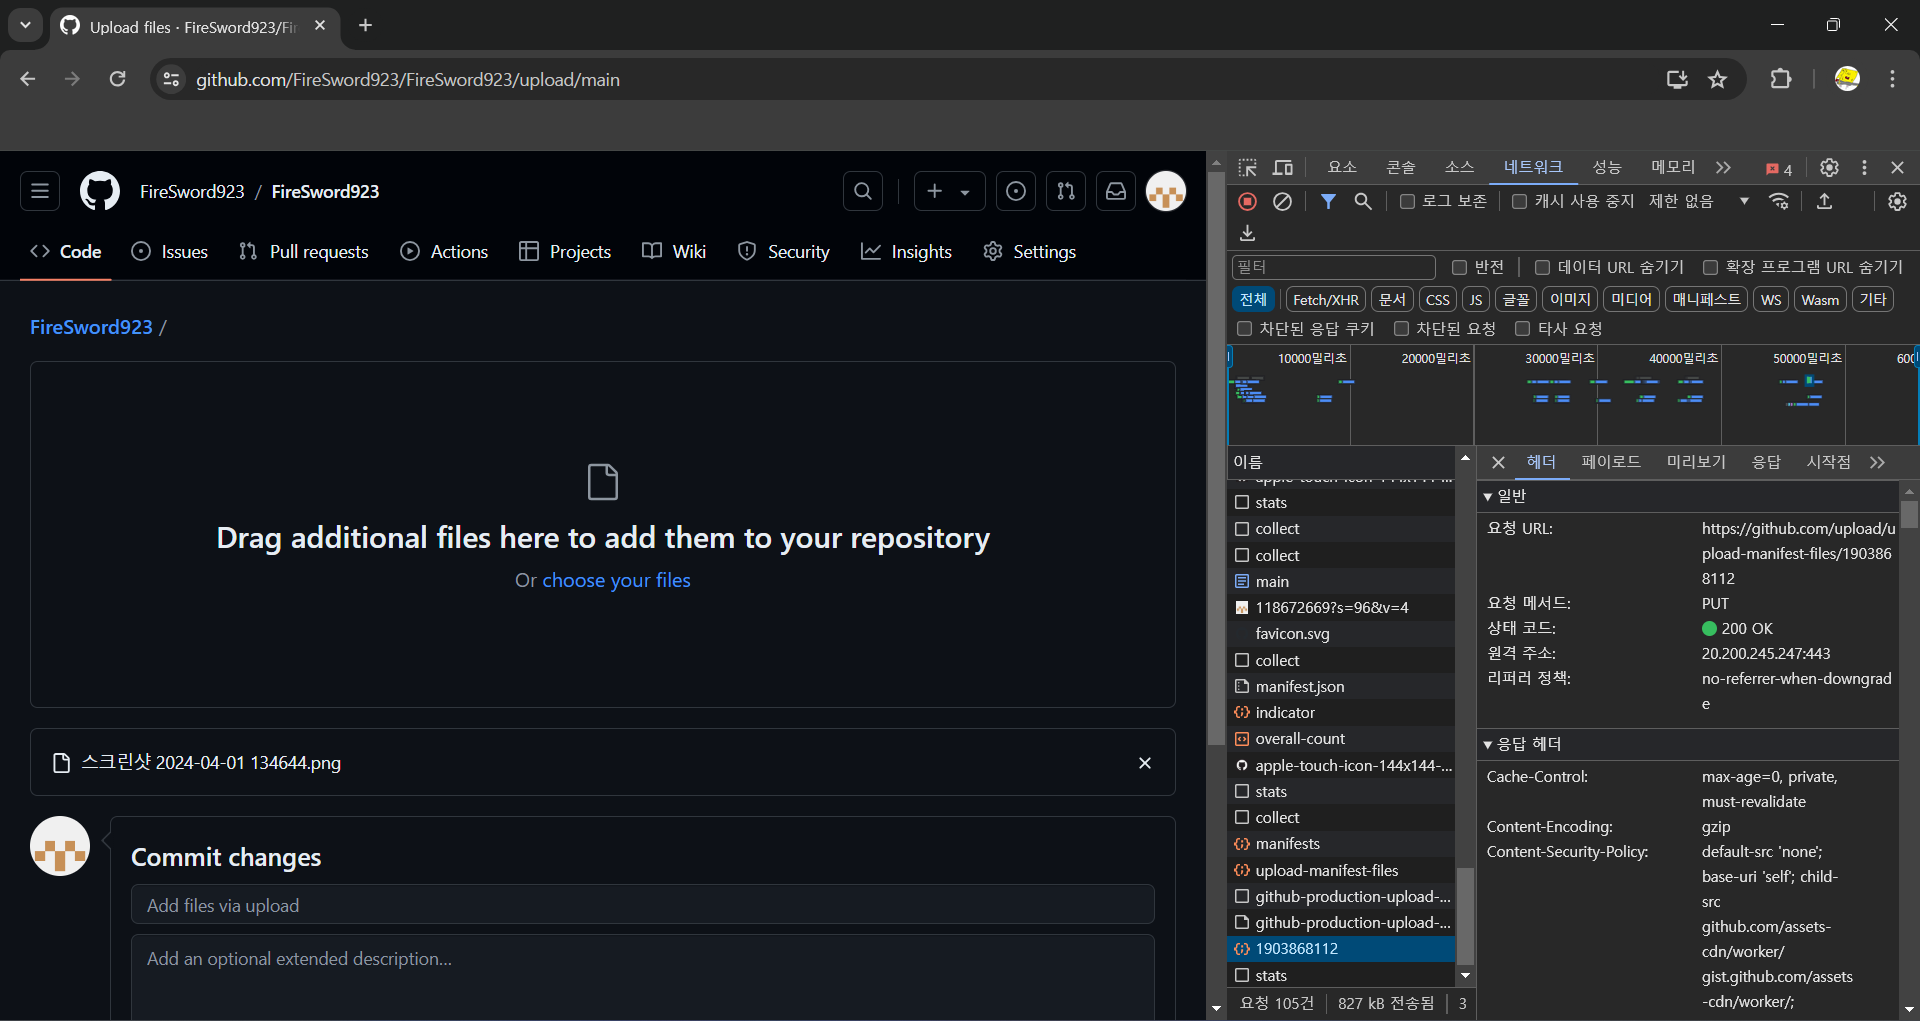 Upload files · FireSword923/Fir
github.com/FireSword923/FireSword923/upload/main
FireSword923 / FireSword923
Code
Issues
Pull requests
Actions
Projects
Wiki
Security
Insights
Settings
FireSword923 /
Drag additional files here to add them to your repository
Or choose your files
스크린샷 2024-04-01 134644.png
Commit changes
Add files via upload
Add an optional extended description...
요소 콘솔 소스 네트워크 성능 메모리 4
로그 보존 캐시 사용 중지 제한 없음
필터 반전 데이터 URL 숨기기 확장 프로그램 URL 숨기기
전체 Fetch/XHR 문서 CSS JS 글꼴 이미지 미디어 매니페스트 WS Wasm 기타
차단된 응답 쿠키 차단된 요청 타사 요청
10000밀리초 20000밀리초 30000밀리초 40000밀리초 50000밀리초 600
이름
stats
collect
collect
main
118672669?s=96&v=4
favicon.svg
collect
manifest.json
indicator
overall-count
apple-touch-icon-144x144-...
stats
collect
manifests
upload-manifest-files
github-production-upload-...
github-production-upload-...
1903868112
stats
요청 105건 827 kB 전송됨 3
헤더 페이로드 미리보기 응답 시작점
일반
요청 URL: https://github.com/upload/u
pload-manifest-files/190386
8112
요청 메서드: PUT
상태 코드: 200 OK
원격 주소: 20.200.245.247:443
리퍼러 정책: no-referrer-when-downgrad
e
응답 헤더
Cache-Control: max-age=0, private,
must-revalidate
Content-Encoding: gzip
Content-Security-Policy: default-src 'none';
base-uri 'self'; child-
src
github.com/assets-
cdn/worker/
gist.github.com/assets
-cdn/worker/;